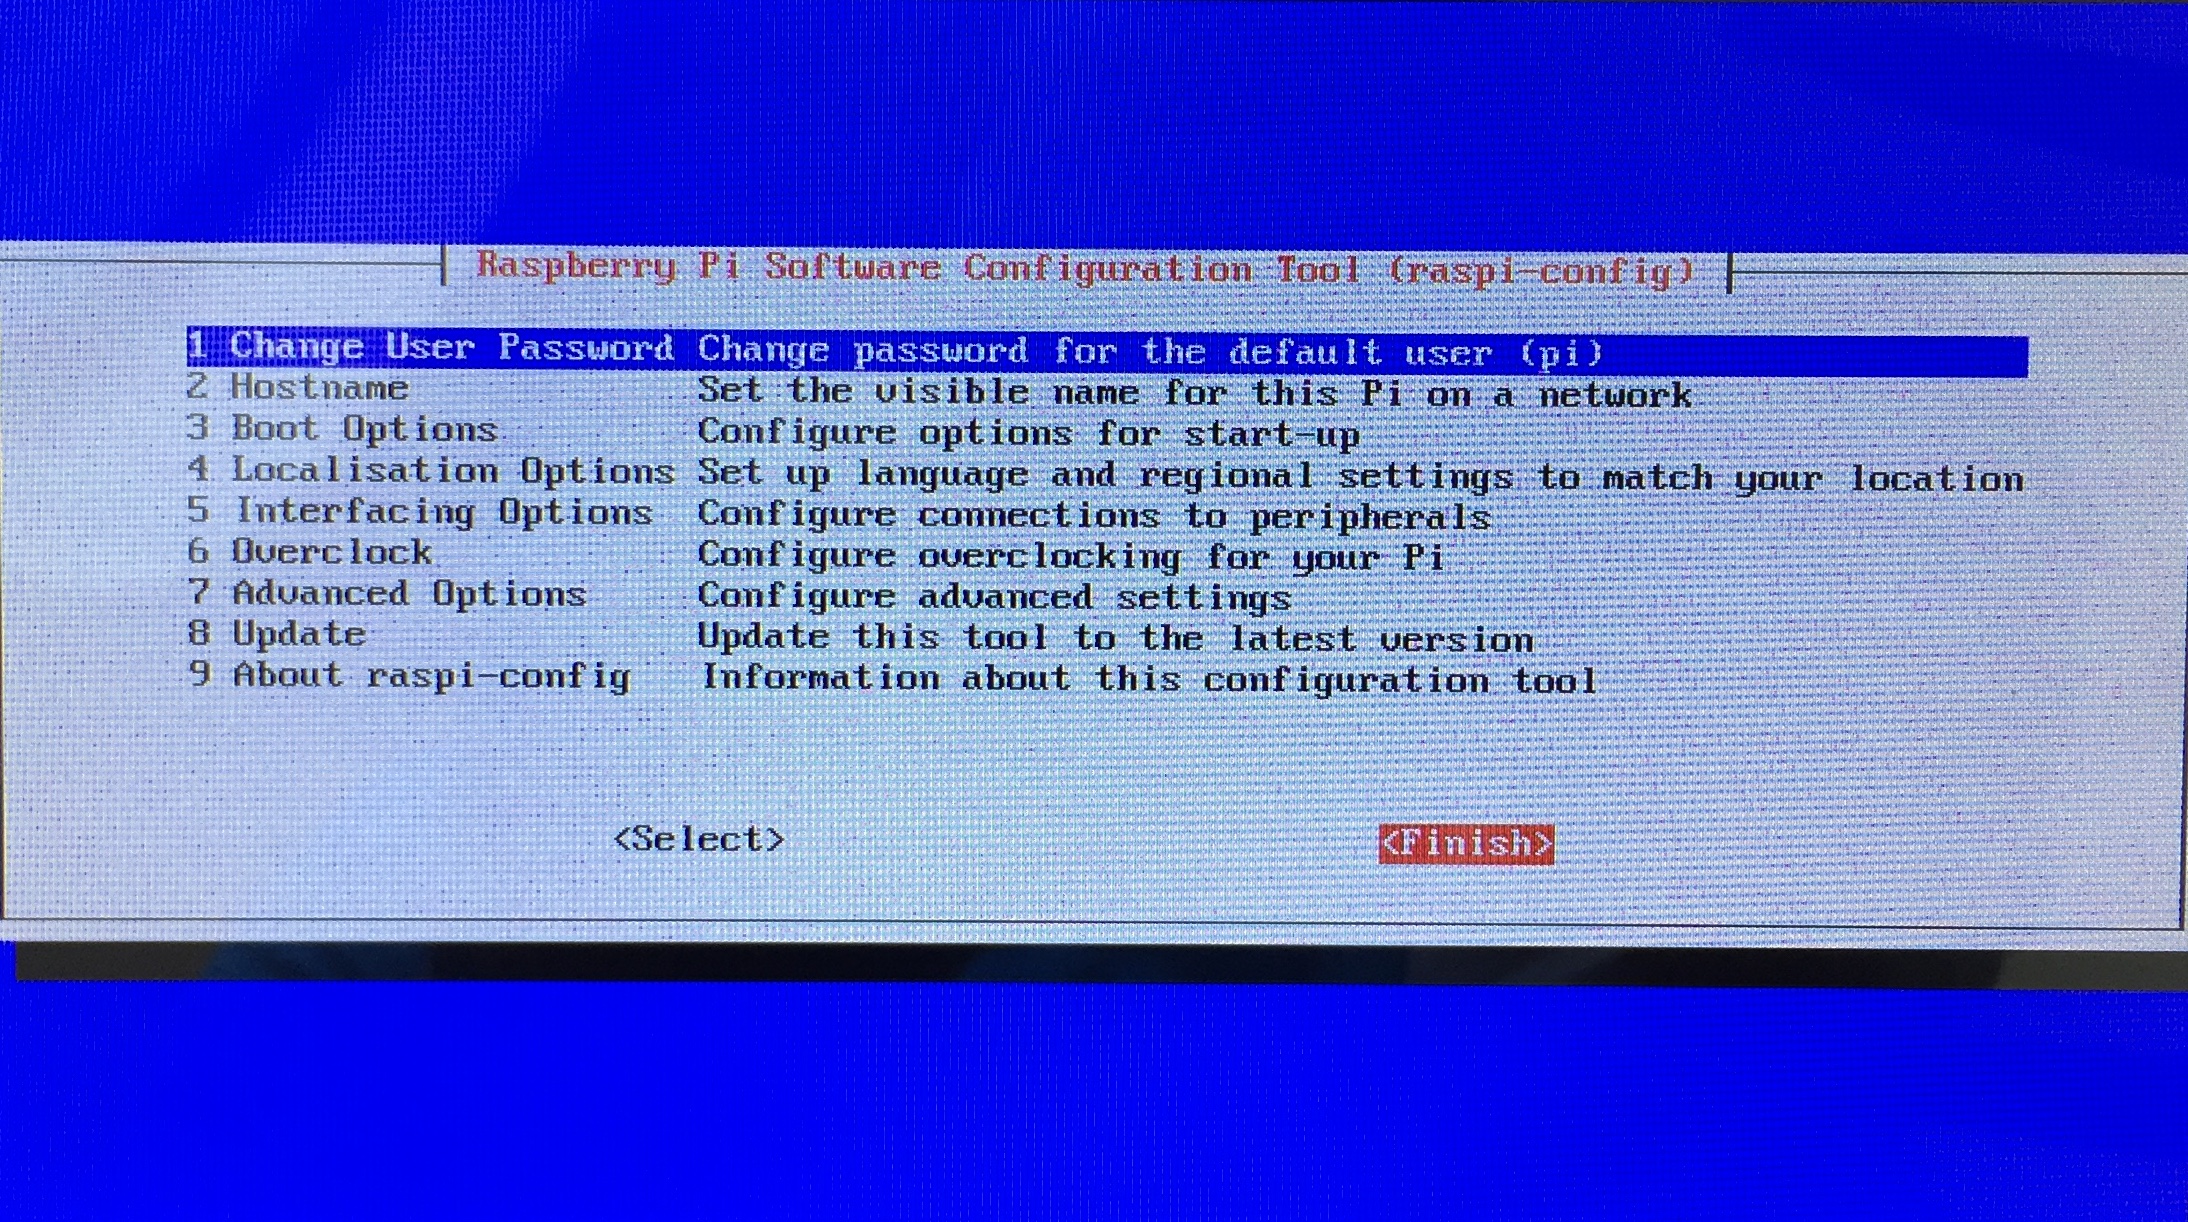 Raspberry Pi Software Configuration Tool (raspi-config)
1 Change User Password Change password for the default user (pi)
2 Hostname Set the visible name for this Pi on a network
3 Boot Options Configure options for start-up
4 Localisation Options Set up language and regional settings to match your location
5 Interfacing Options Configure connections to peripherals
6 Overclock Configure overclocking for your Pi
7 Advanced Options Configure advanced settings
8 Update Update this tool to the latest version
9 About raspi-config Information about this configuration tool
<Select> <Finish>